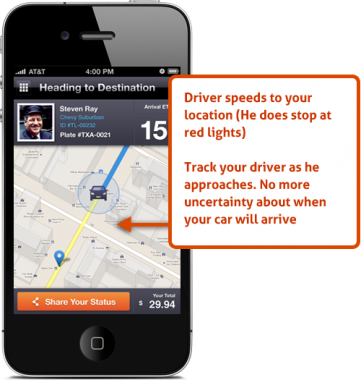 AT&T 4:00 PM
Heading to Destination
Steven Ray
Chevy Suburban
ID #TL-00232
Plate #TXA-0021
Arrival ET
15
Share Your Status
Your Total
$ 29.94
Driver speeds to your
location (He does stop at
red lights)
Track your driver as he
approaches. No more
uncertainty about when
your car will arrive